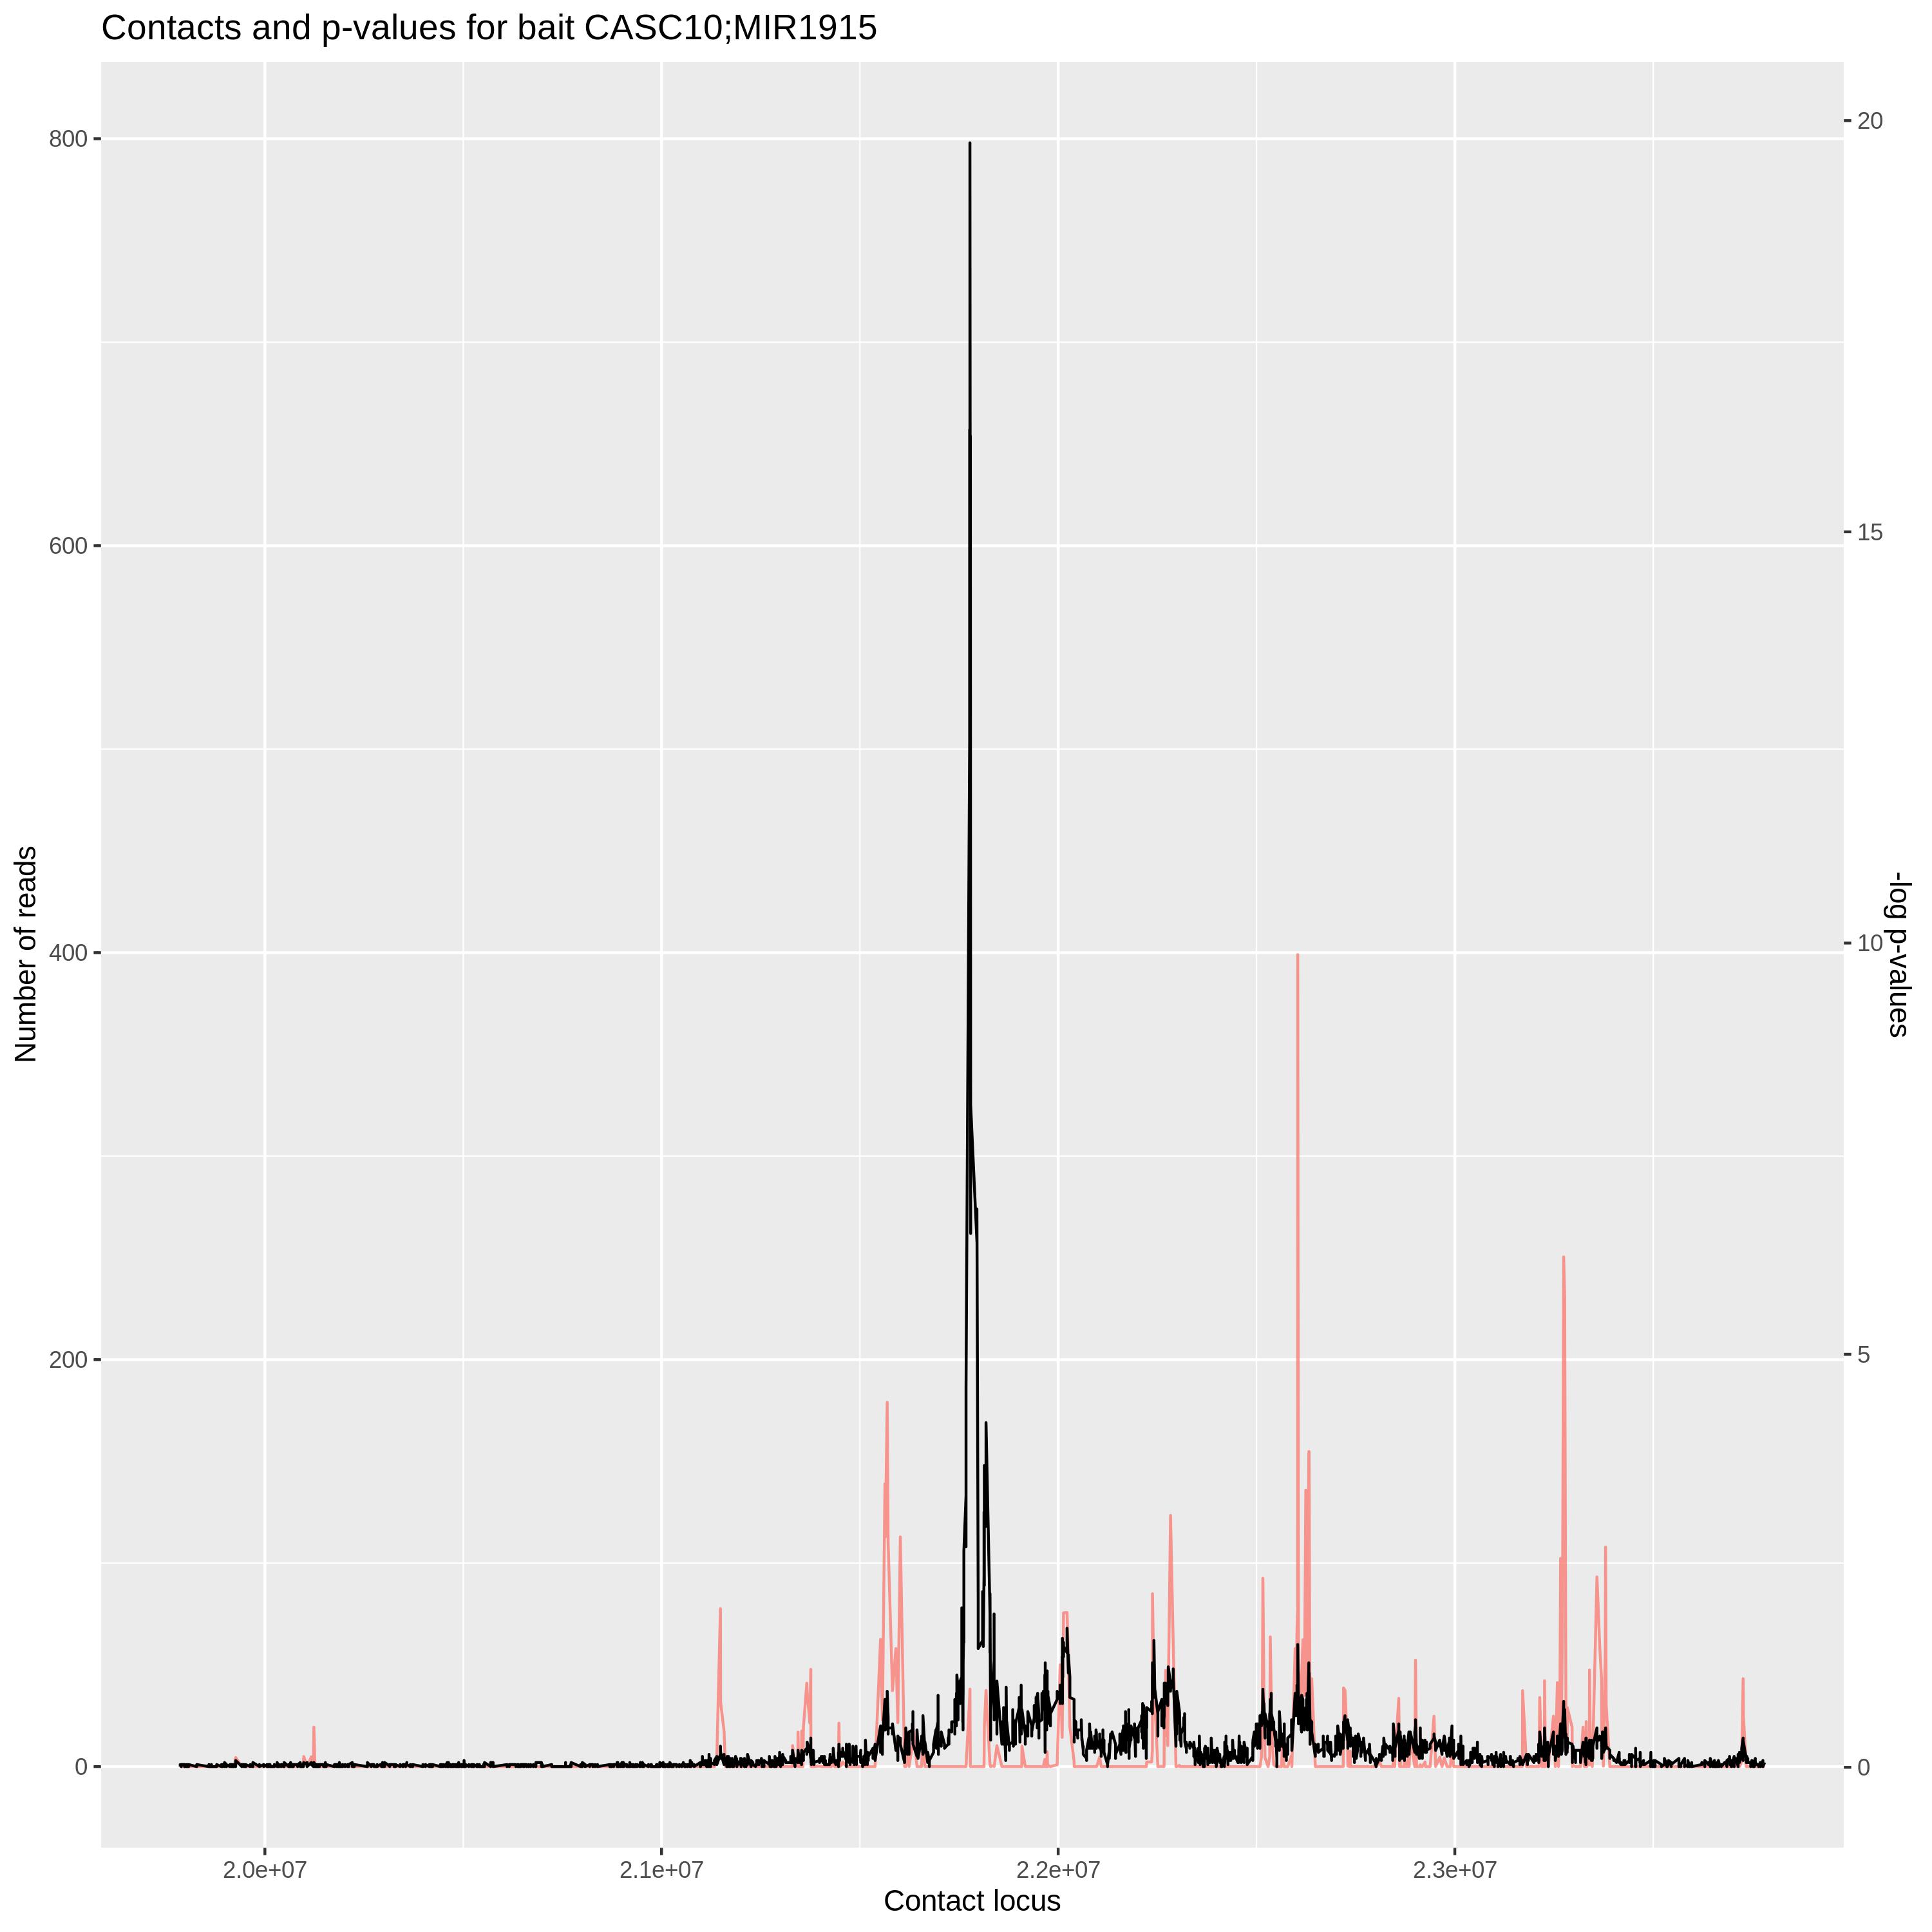 Contacts and p-values for bait CASC10;MIR1915
800
600
400
200
0
Number of reads
20
15
10
5
0
-log p-values
2.0e+07
2.1e+07
2.2e+07
2.3e+07
Contact locus